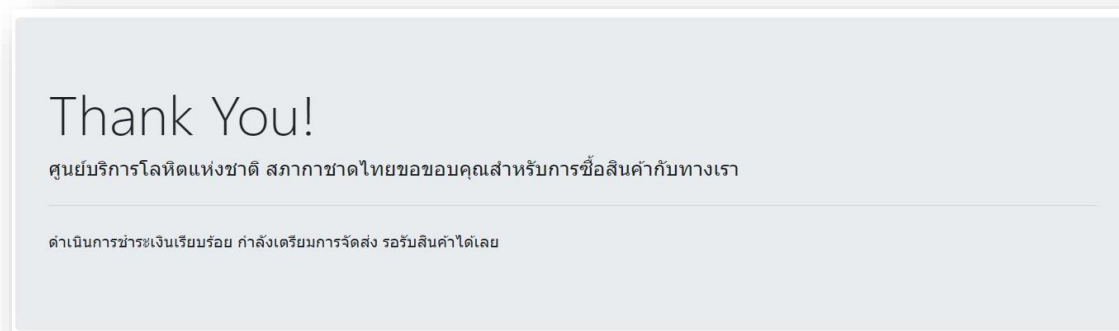 Thank You!
ศูนย์บริการโลหิตแห่งชาติ สภากาชาดไทยขอขอบคุณสำหรับการซื้อสินค้ากับทางเรา
ดำเนินการชำระเงินเรียบร้อย กำลังเตรียมการจัดส่ง รอรับสินค้าได้เลย